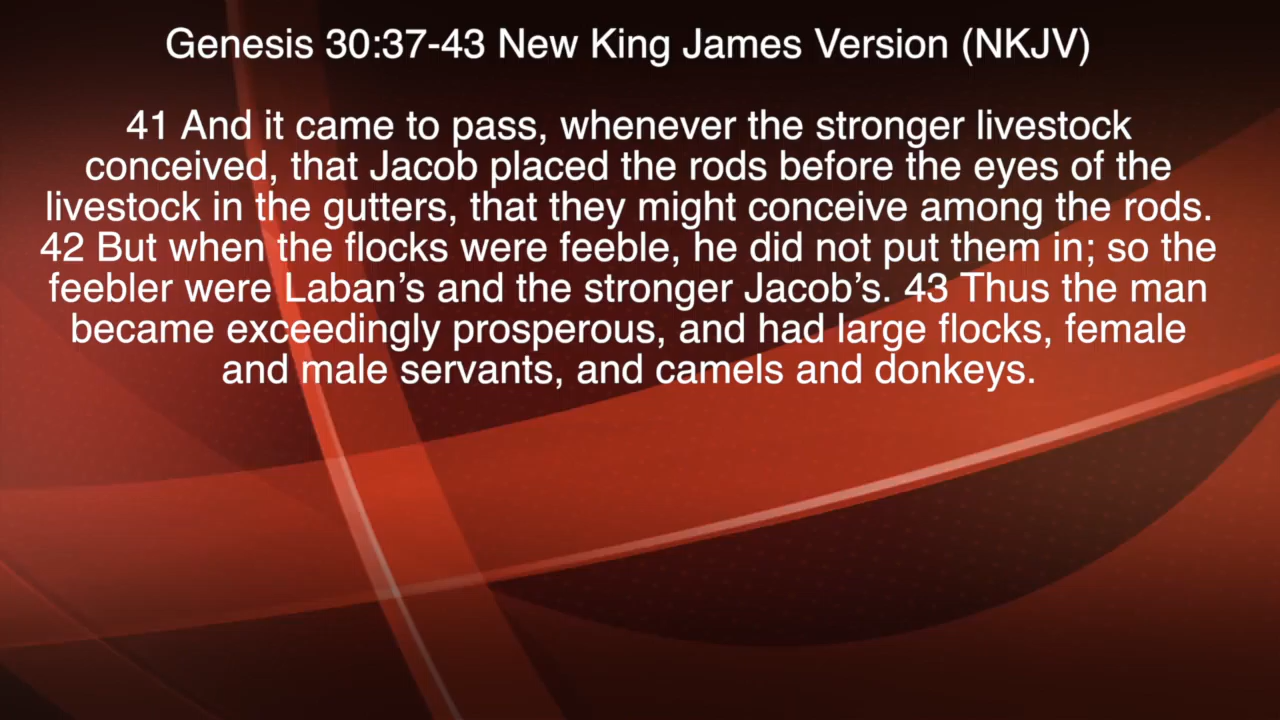 Genesis 30:37-43 New King James Version (NKJV)
41 And it came to pass, whenever the stronger livestock
conceived, that Jacob placed the rods before the eyes of the
livestock in the gutters, that they might conceive among the rods.
42 But when the flocks were feeble, he did not put them in; so the
feebler were Laban’s and the stronger Jacob’s. 43 Thus the man
became exceedingly prosperous, and had large flocks, female
and male servants, and camels and donkeys.